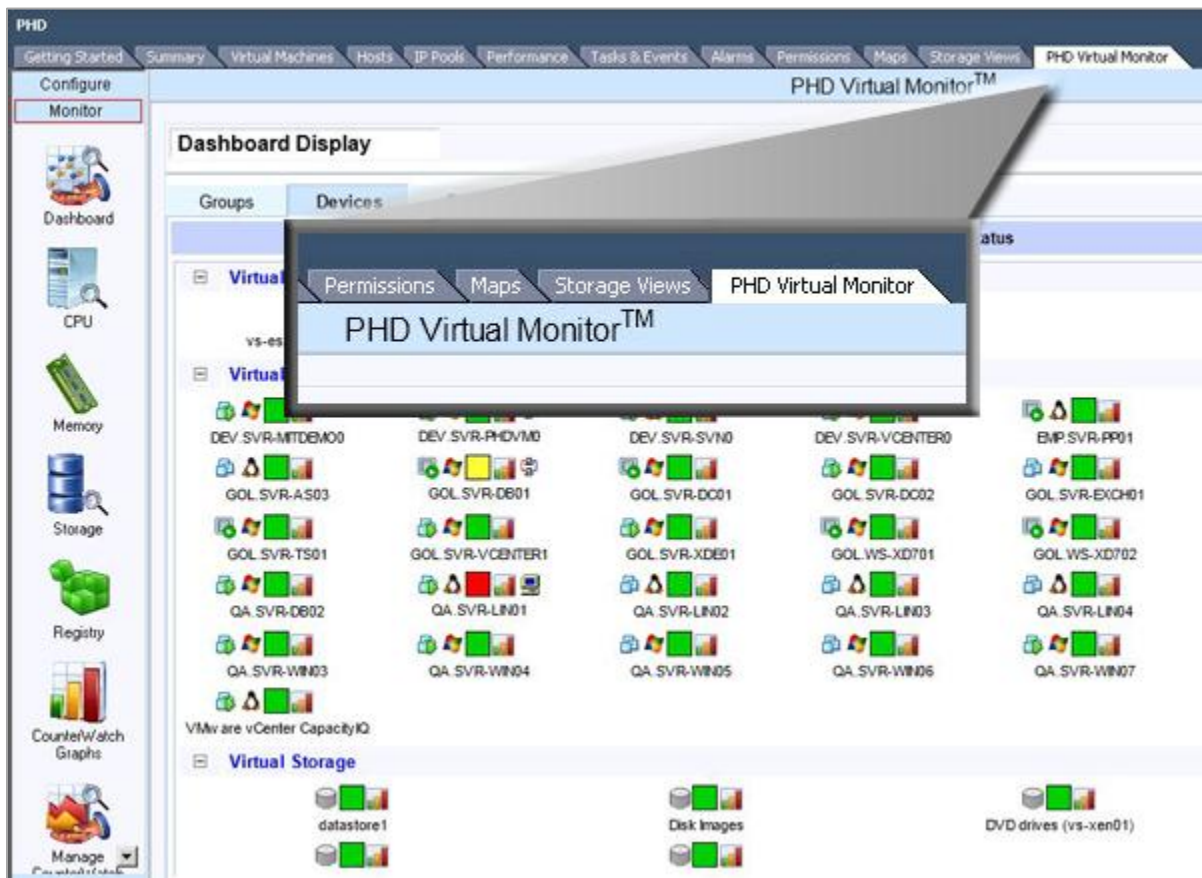 PHD
Getting Started Summary Virtual Machines Hosts IP Pools Performance Tasks & Events Alarms Permissions Maps Storage Views PHD Virtual Monitor
Configure
PHD Virtual Monitor™
Monitor
Dashboard Display
Dashboard
Groups Devices
atus
Virtual
Permissions Maps Storage Views PHD Virtual Monitor
PHD Virtual Monitor™
CPU
vs-es
Virtual
Memory
DEV.SVR-MITDEMO0 DEV.SVR-PHDVM0 DEV.SVR-SVN0 DEV.SVR-VCENTER0 EMP.SVR-PP01
GOL.SVR-AS03 GOL.SVR-DB01 GOL.SVR-DC01 GOL.SVR-DC02 GOL.SVR-EXCH01
Storage
GOL.SVR-TS01 GOL.SVR-VCENTER1 GOL.SVR-XDE01 GOL.WS-XD701 GOL.WS-XD702
QA.SVR-DB02 QA.SVR-LIN01 QA.SVR-LIN02 QA.SVR-LIN03 QA.SVR-LIN04
Registry
QA.SVR-WIN03 QA.SVR-WIN04 QA.SVR-WIN05 QA.SVR-WIN06 QA.SVR-WIN07
VMware vCenter CapacityIQ
CounterWatch
Graphs
Virtual Storage
datastore1 Disk Images DVD drives (vs-xen01)
Manage